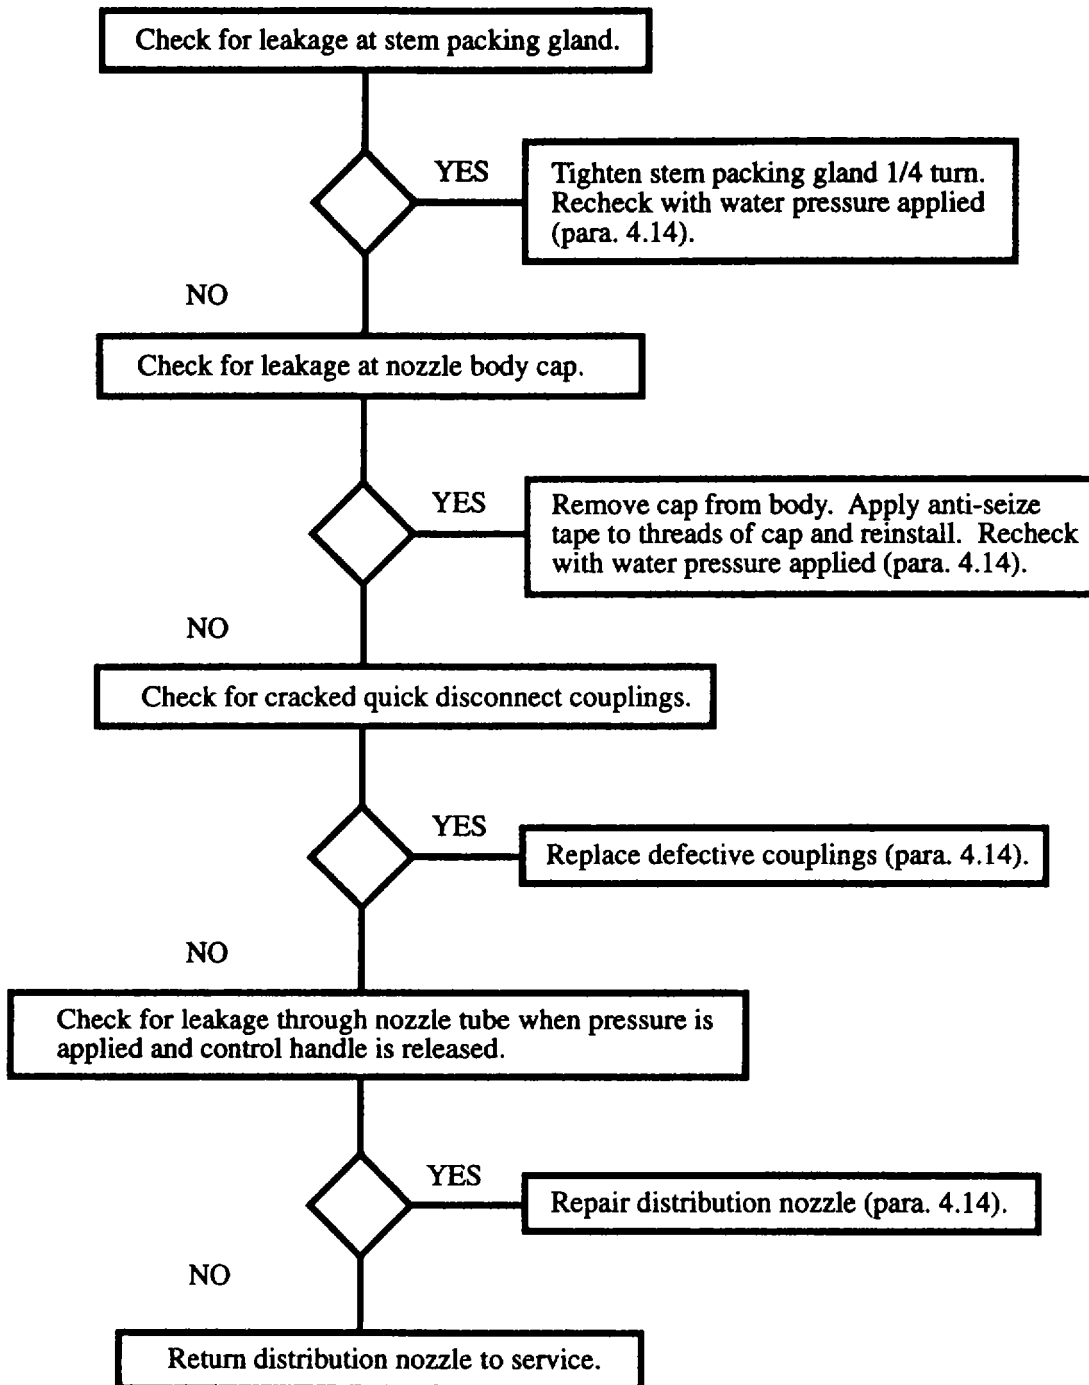 Check for leakage at stem packing gland.
YES
Tighten stem packing gland 1/4 turn.
Recheck with water pressure applied
(para. 4.14).
NO
Check for leakage at nozzle body cap.
YES
Remove cap from body. Apply anti-seize
tape to threads of cap and reinstall. Recheck
with water pressure applied (para. 4.14).
NO
Check for cracked quick disconnect couplings.
YES
Replace defective couplings (para. 4.14).
NO
Check for leakage through nozzle tube when pressure is
applied and control handle is released.
YES
Repair distribution nozzle (para. 4.14).
NO
Return distribution nozzle to service.